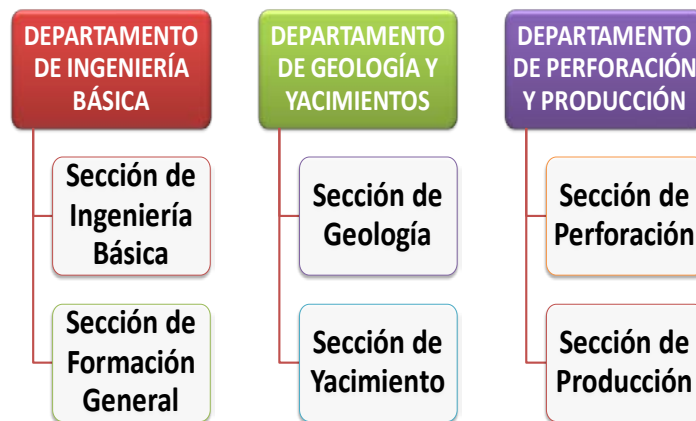 DEPARTAMENTO
DE INGENIERÍA
BÁSICA
Sección de
Ingeniería
Básica
Sección de
Formación
General
DEPARTAMENTO
DE GEOLOGÍA Y
YACIMIENTOS
Sección de
Geología
Sección de
Yacimiento
DEPARTAMENTO
DE PERFORACIÓN
Y PRODUCCIÓN
Sección de
Perforación
Sección de
Producción